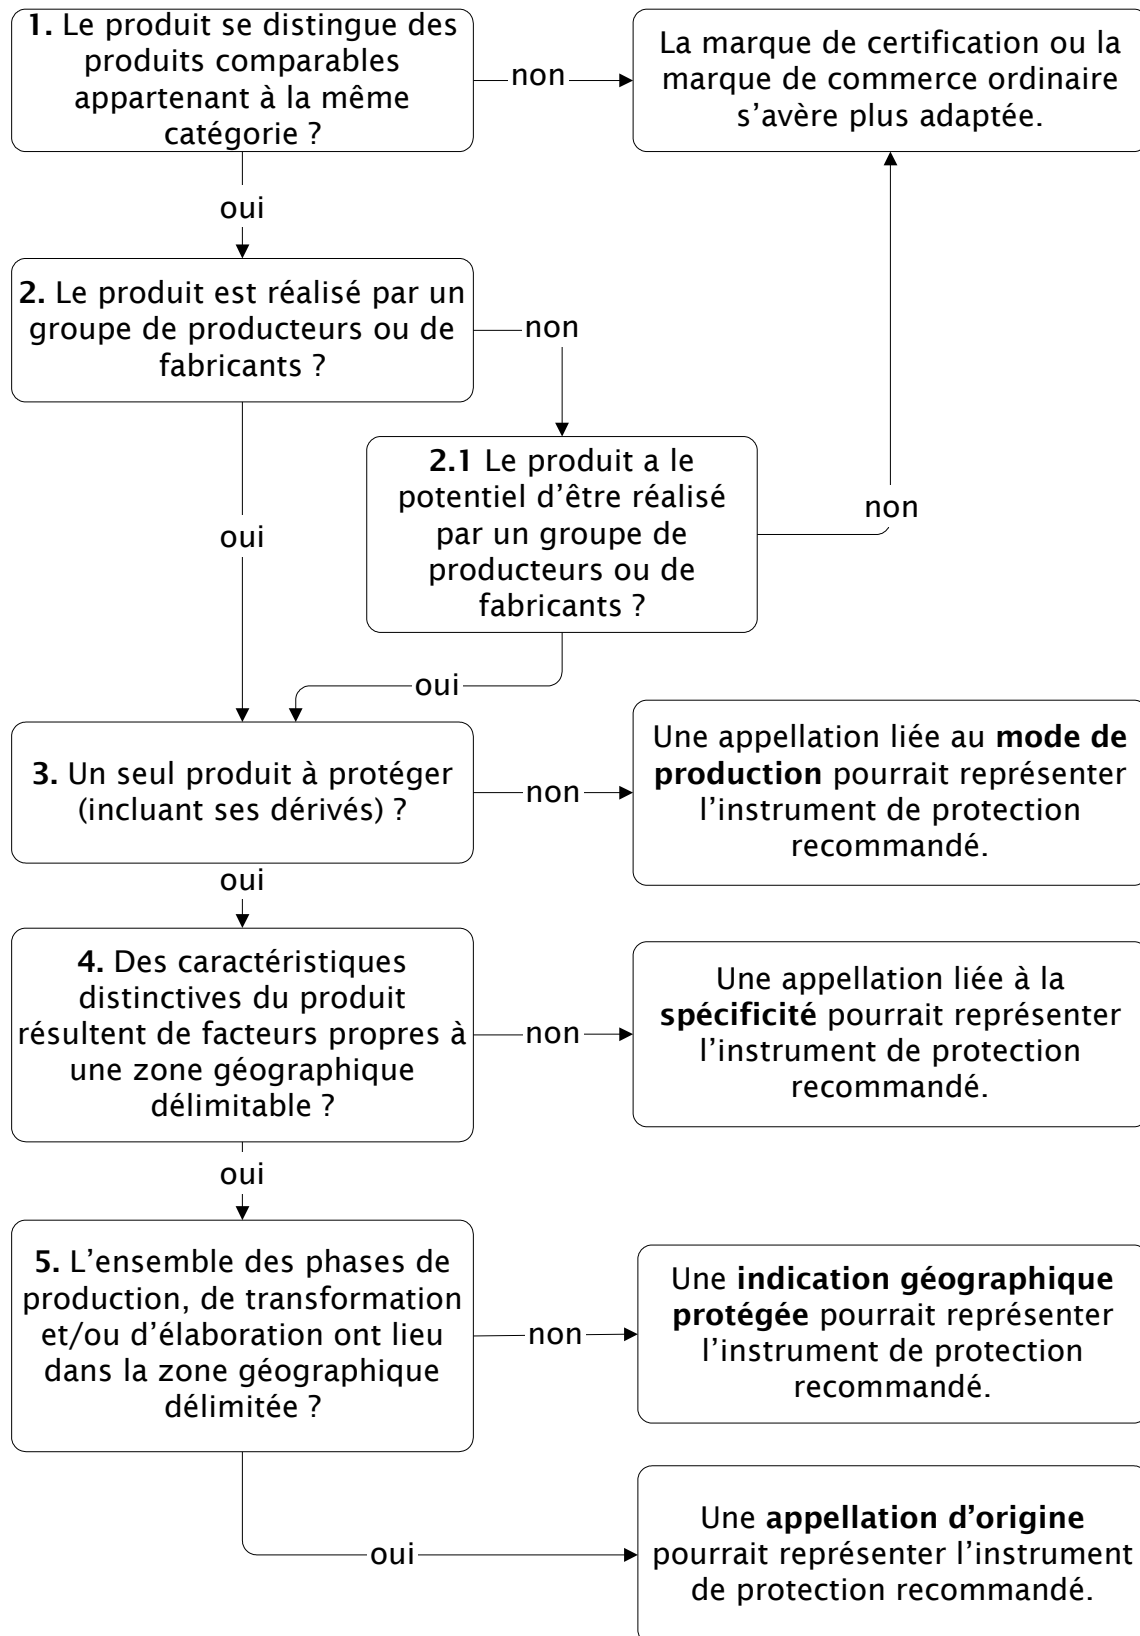 1. Le produit se distingue des
produits comparables
appartenant à la même
catégorie ?
non
La marque de certification ou la
marque de commerce ordinaire
s’avère plus adaptée.
oui
2. Le produit est réalisé par un
groupe de producteurs ou de
fabricants ?
non
2.1 Le produit a le
potentiel d’être réalisé
par un groupe de
producteurs ou de
fabricants ?
non
oui
oui
3. Un seul produit à protéger
(incluant ses dérivés) ?
non
Une appellation liée au mode de
production pourrait représenter
l’instrument de protection
recommandé.
oui
4. Des caractéristiques
distinctives du produit
résultent de facteurs propres à
une zone géographique
délimitable ?
non
Une appellation liée à la
spécificité pourrait représenter
l’instrument de protection
recommandé.
oui
5. L’ensemble des phases de
production, de transformation
et/ou d’élaboration ont lieu
dans la zone géographique
délimitée ?
non
Une indication géographique
protégée pourrait représenter
l’instrument de protection
recommandé.
oui
Une appellation d’origine
pourrait représenter l’instrument
de protection recommandé.